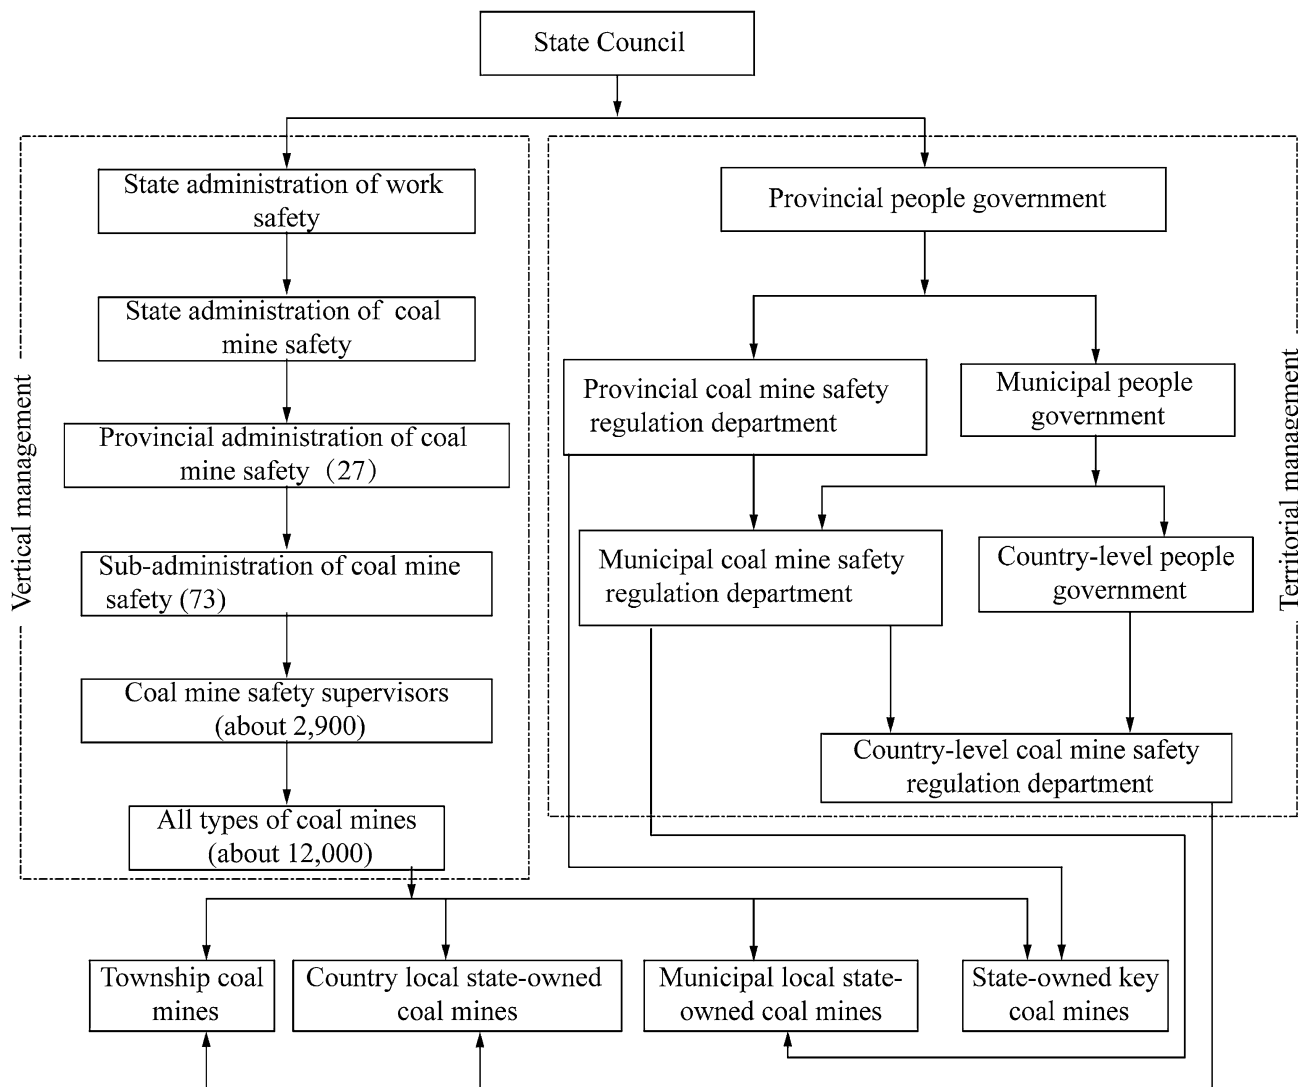 State Council
Vertical management
State administration of work
safety
State administration of coal
mine safety
Provincial administration of coal
mine safety（27）
Sub-administration of coal mine
safety (73)
Coal mine safety supervisors
(about 2,900)
All types of coal mines
(about 12,000)
Provincial people government
Provincial coal mine safety
regulation department
Municipal people
government
Municipal coal mine safety
regulation department
Country-level people
government
Country-level coal mine safety
regulation department
Territorial management
Township coal
mines
Country local state-owned
coal mines
Municipal local state-
owned coal mines
State-owned key
coal mines